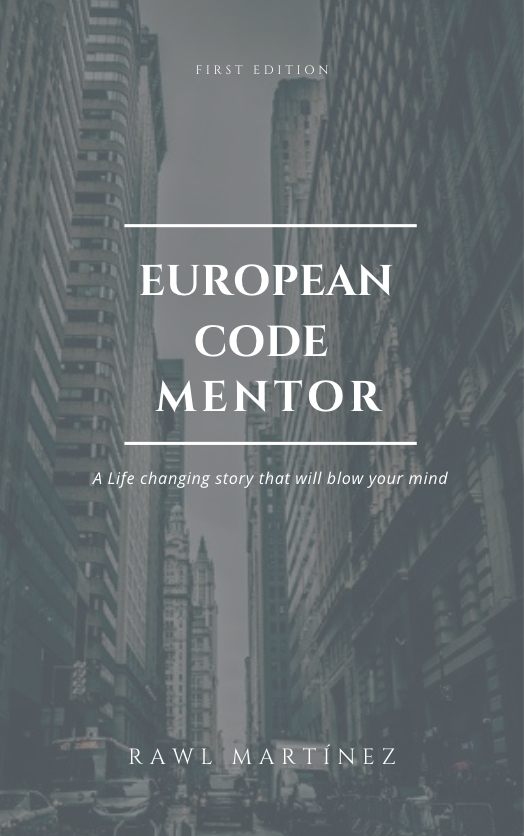 FIRST EDITION
EUROPEAN
CODE
MENTOR
A Life changing story that will blow your mind
RAWL MARTÍNEZ